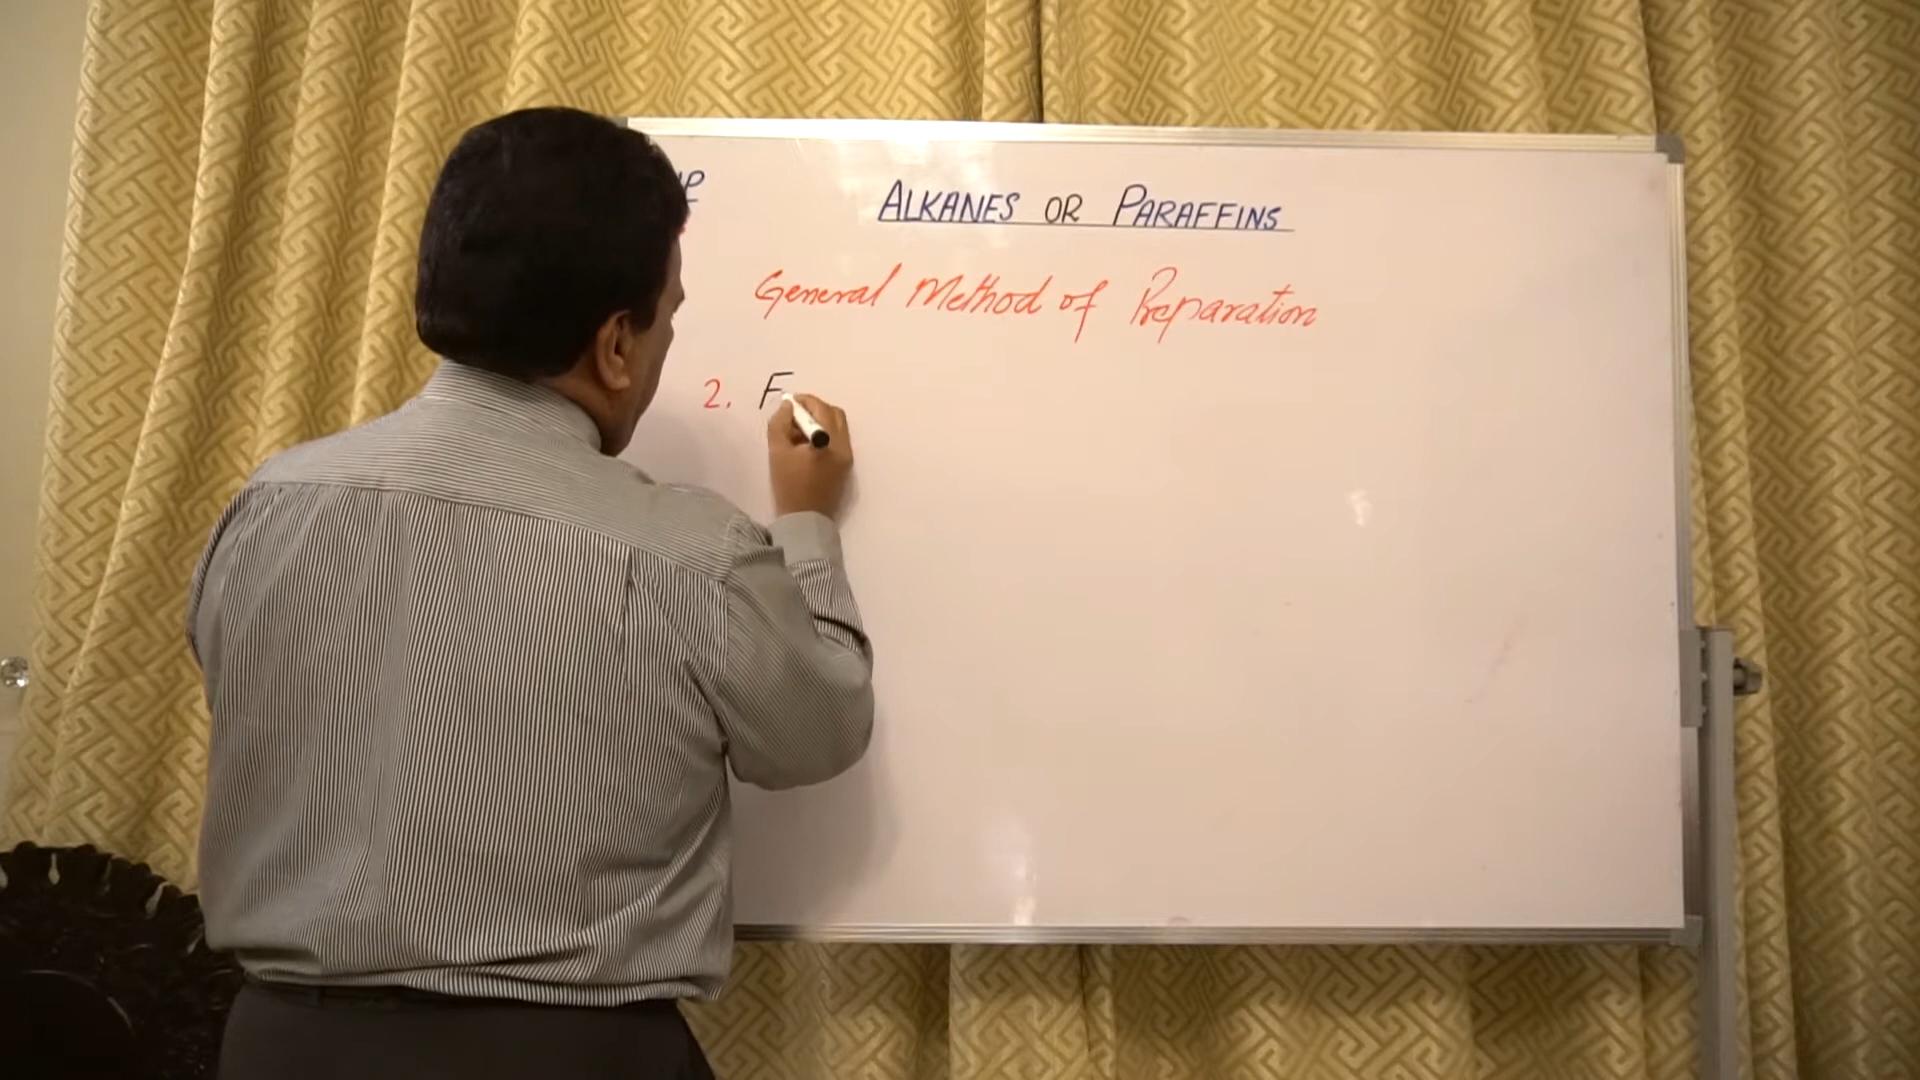 ALKANES OR PARAFFINS
General Method of Preparation
2. F